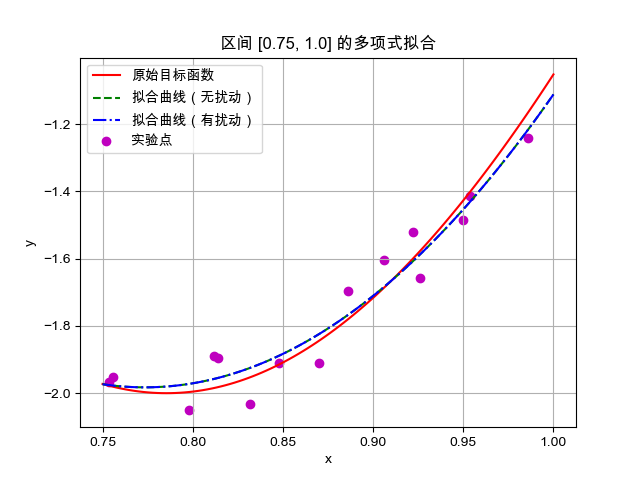 区间 [0.75, 1.0] 的多项式拟合
原始目标函数
拟合曲线（无扰动）
拟合曲线（有扰动）
实验点
−1.2
−1.4
−1.6
−1.8
−2.0
y
0.75 0.80 0.85 0.90 0.95 1.00
x